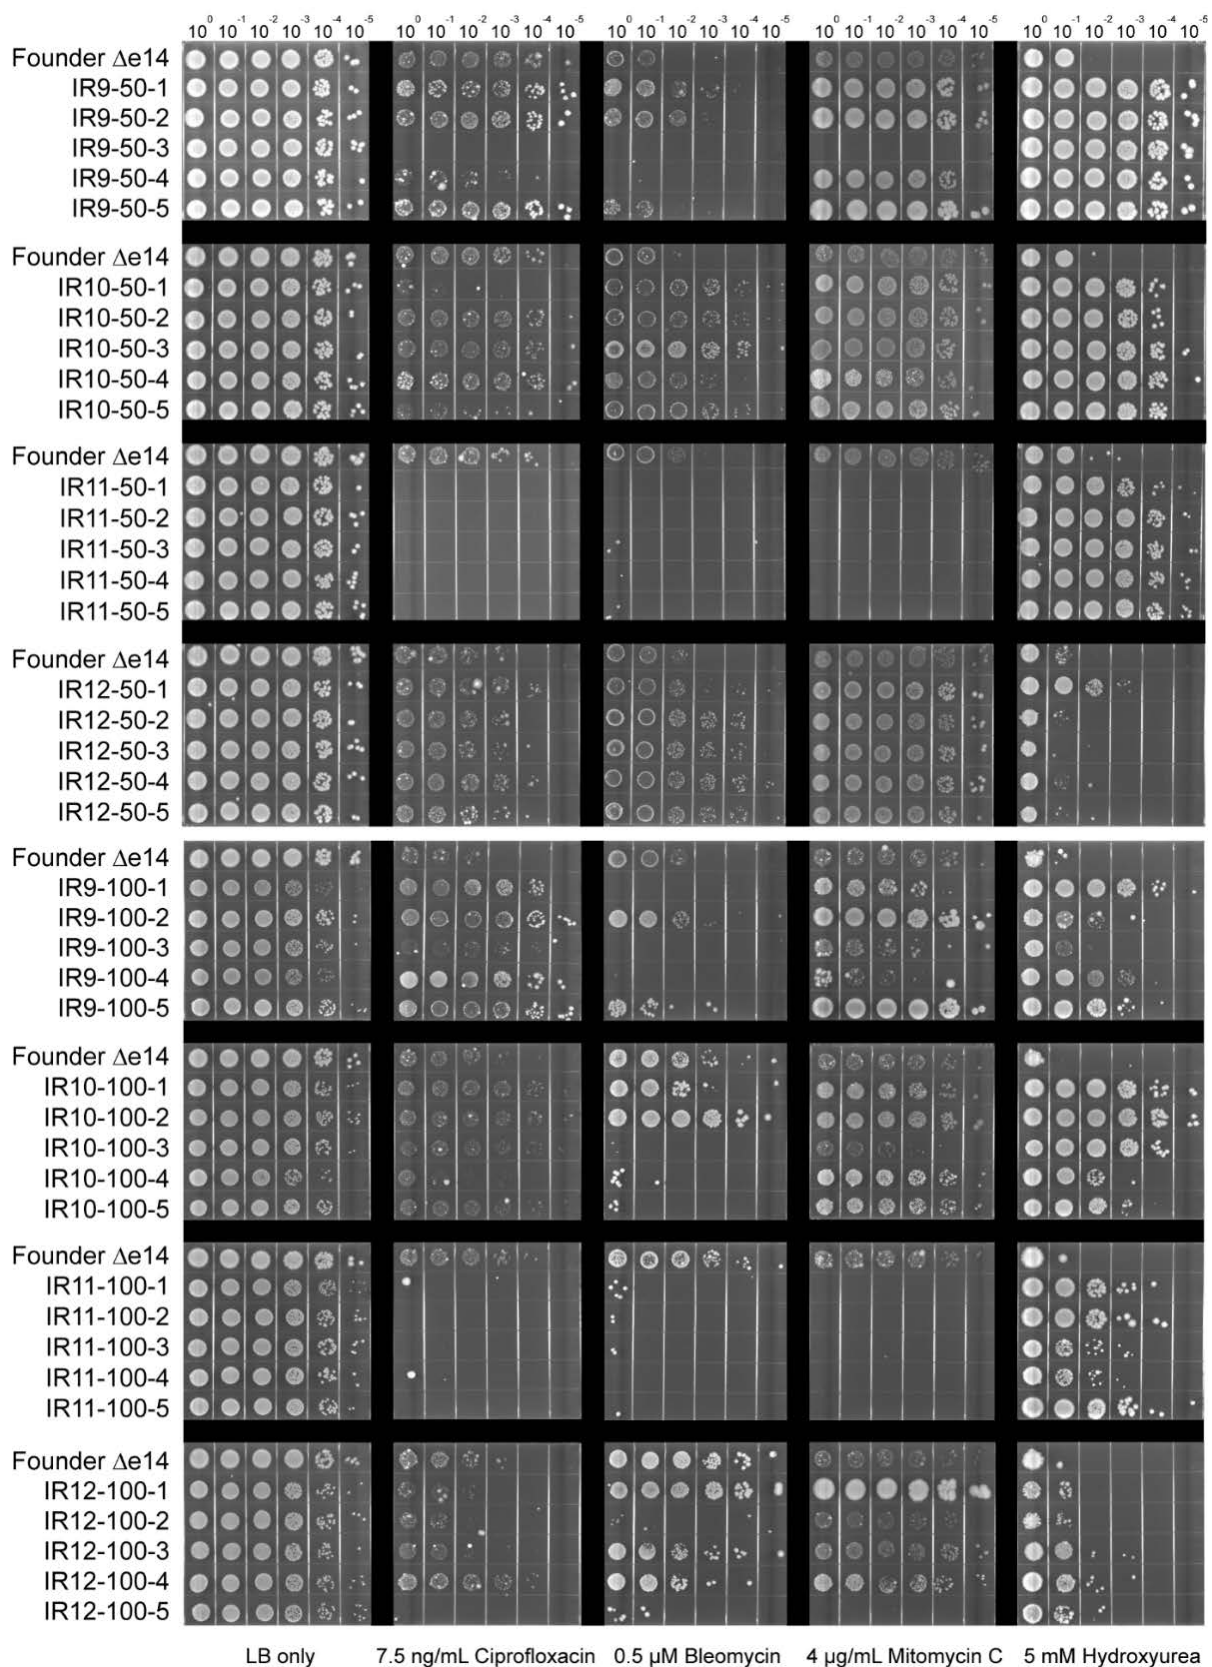 10 0 10 -1 10 -2 10 -3 10 -4 10 -5 10 0 10 -1 10 -2 10 -3 10 -4 10 -5 10 0 10 -1 10 -2 10 -3 10 -4 10 -5 10 0 10 -1 10 -2 10 -3 10 -4 10 -5 10 0 10 -1 10 -2 10 -3 10 -4 10 -5
Founder Δe14
IR9-50-1
IR9-50-2
IR9-50-3
IR9-50-4
IR9-50-5
Founder Δe14
IR10-50-1
IR10-50-2
IR10-50-3
IR10-50-4
IR10-50-5
Founder Δe14
IR11-50-1
IR11-50-2
IR11-50-3
IR11-50-4
IR11-50-5
Founder Δe14
IR12-50-1
IR12-50-2
IR12-50-3
IR12-50-4
IR12-50-5
Founder Δe14
IR9-100-1
IR9-100-2
IR9-100-3
IR9-100-4
IR9-100-5
Founder Δe14
IR10-100-1
IR10-100-2
IR10-100-3
IR10-100-4
IR10-100-5
Founder Δe14
IR11-100-1
IR11-100-2
IR11-100-3
IR11-100-4
IR11-100-5
Founder Δe14
IR12-100-1
IR12-100-2
IR12-100-3
IR12-100-4
IR12-100-5
LB only 7.5 ng/mL Ciprofloxacin 0.5 µM Bleomycin 4 µg/mL Mitomycin C 5 mM Hydroxyurea